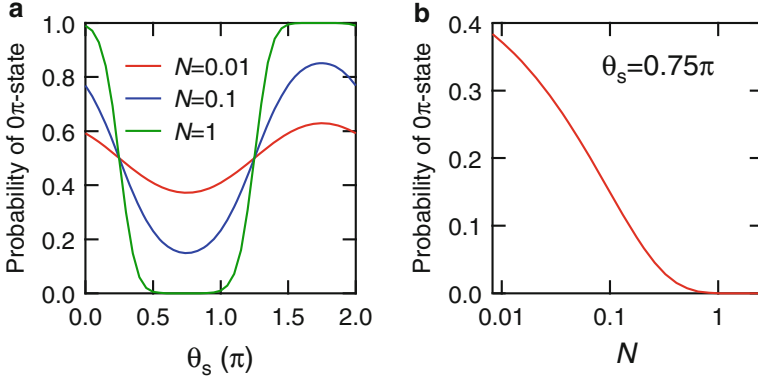 a
Probability of 0π-state
1.0
0.8
0.6
0.4
0.2
0.0
N=0.01
N=0.1
N=1
0.0 0.5 1.0 1.5 2.0
θs (π)
b
Probability of 0π-state
0.4
0.3
0.2
0.1
0.0
θs=0.75π
0.01 0.1 1
N